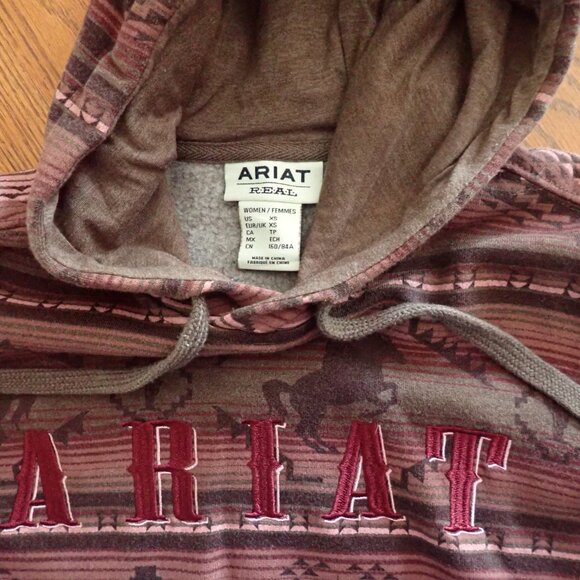 ARIAT
REAL
WOMEN / FEMMES
US XS
EUR/UK XS
CA TP
MX ECH
CN 160/84A
MADE IN CHINA
FABRIQUÉ EN CHINE
ARIAT